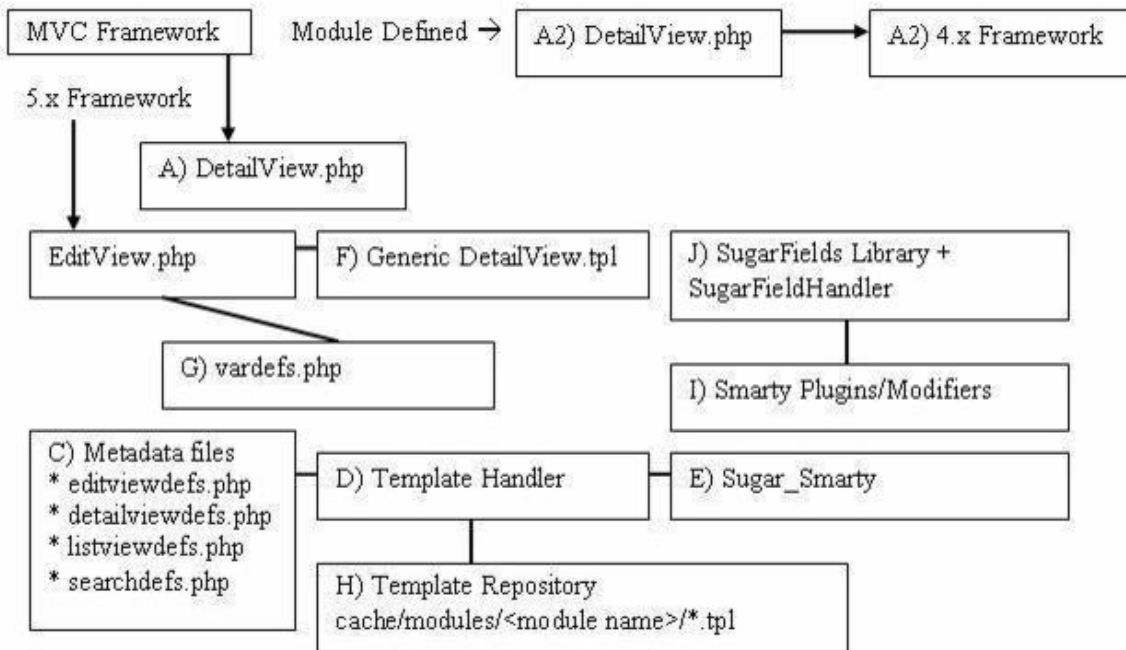 MVC Framework
Module Defined →
A2) DetailView.php
A2) 4.x Framework
5.x Framework
A) DetailView.php
EditView.php
F) Generic DetailView.tpl
J) SugarFields Library +
SugarFieldHandler
G) vardefs.php
I) Smarty Plugins/Modifiers
C) Metadata files
* editviewdefs.php
* detailviewdefs.php
* listviewdefs.php
* searchdefs.php
D) Template Handler
E) Sugar_Smarty
H) Template Repository
cache/modules/<module name>/*.tpl